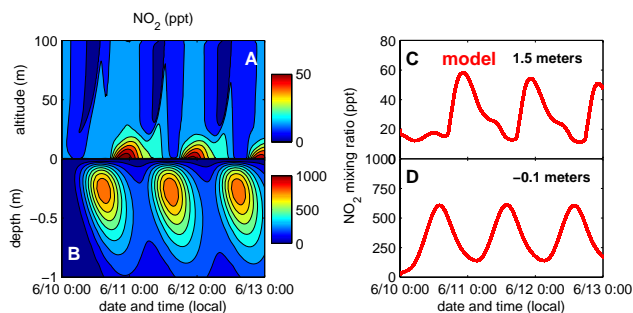 NO2 (ppt)
A
100
50
0
altitude (m)
50
0
B
0
−0.5
−1
depth (m)
1000
500
0
6/10 0:00 6/11 0:00 6/12 0:00 6/13 0:00
date and time (local)
C
model
1.5 meters
80
60
40
20
NO2 mixing ratio (ppt)
D
−0.1 meters
1000
750
500
250
0
6/10 0:00 6/11 0:00 6/12 0:00 6/13 0:00
date and time (local)